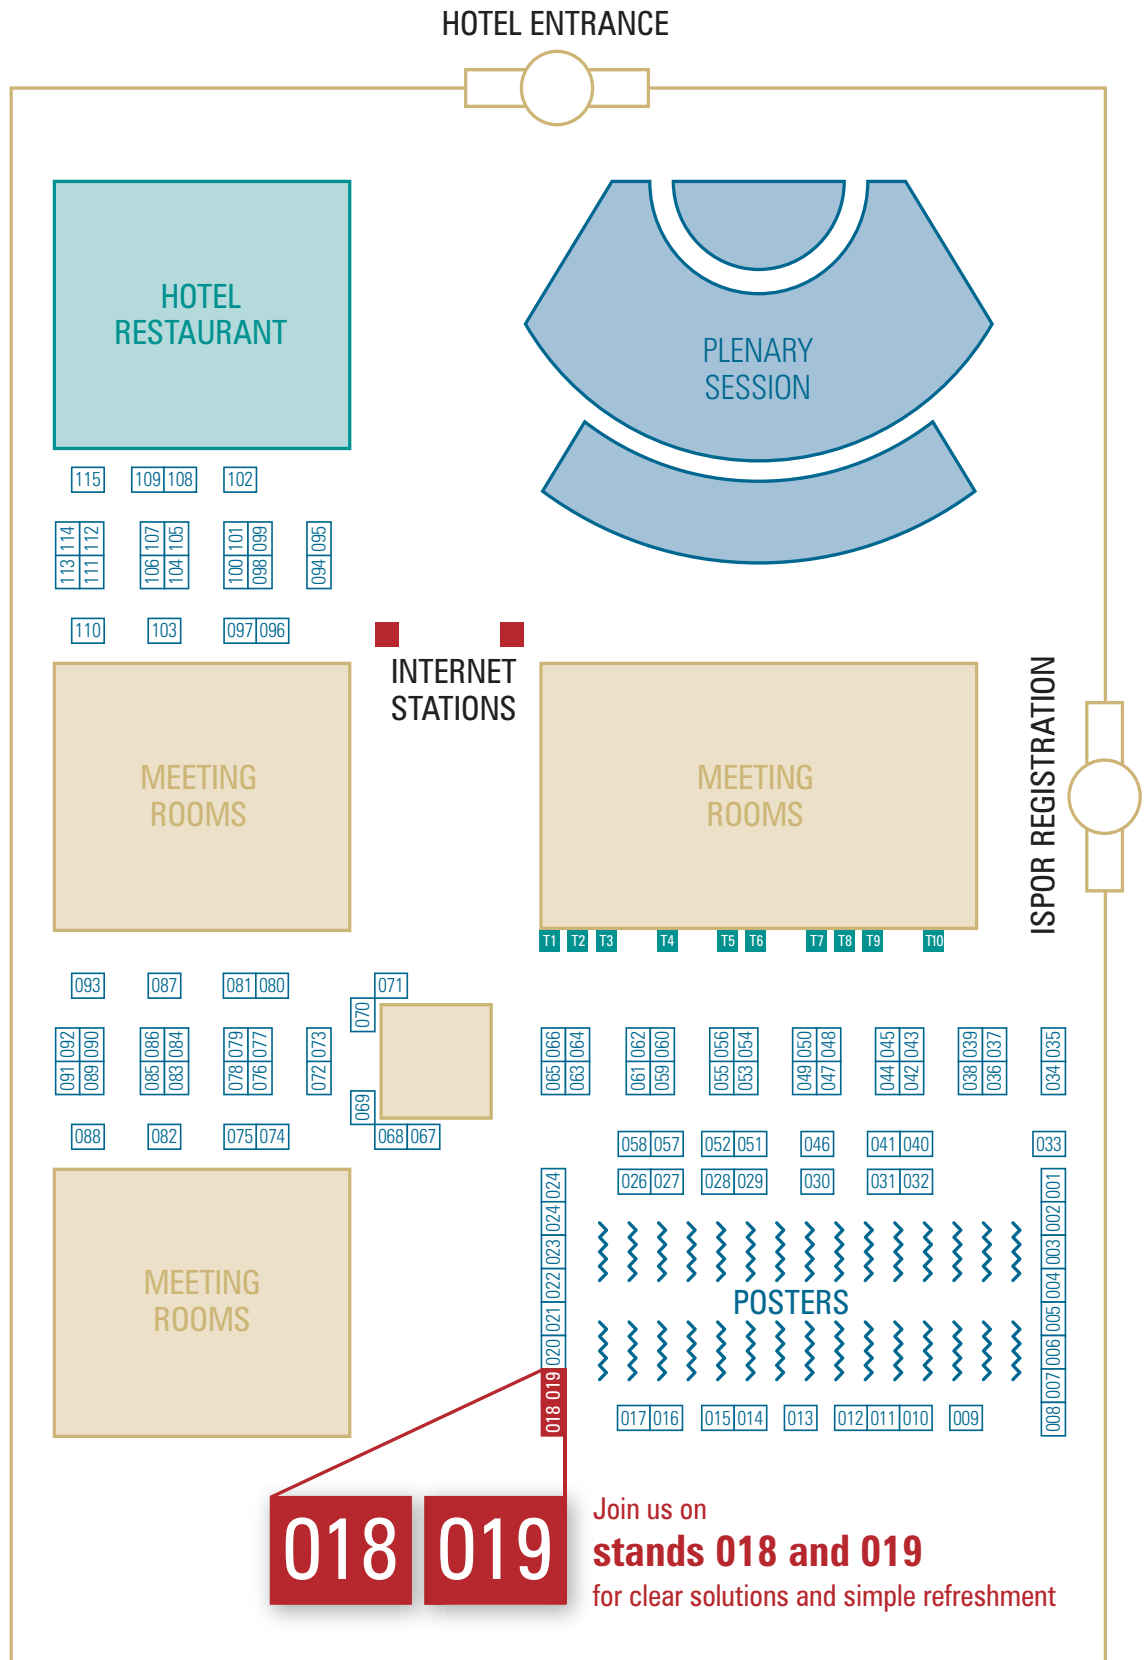 HOTEL ENTRANCE
HOTEL
RESTAURANT
PLENARY
SESSION
115 109 108 102
114 112 107 105 101 099 095
113 111 106 104 100 098 094
110 103 097 096
INTERNET
STATIONS
MEETING
ROOMS
MEETING
ROOMS
ISPOR REGISTRATION
T1 T2 T3 T4 T5 T6 T7 T8 T9 T10
093 087 081 080 071
070
092 090 086 084 079 077 073 066 064 062 060 056 054 050 048 045 043 039 037 035
091 089 085 083 078 076 072 065 063 061 059 055 053 049 047 044 042 038 036 034
069
088 082 075 074 068 067 058 057 052 051 046 041 040 033
026 027 028 029 030 031 032
024 001
024 002
023 003
022 004
021 005
020 006
019 007
018 008
POSTERS
MEETING
ROOMS
017 016 015 014 013 012 011 010 009
018 019
Join us on
stands 018 and 019
for clear solutions and simple refreshment